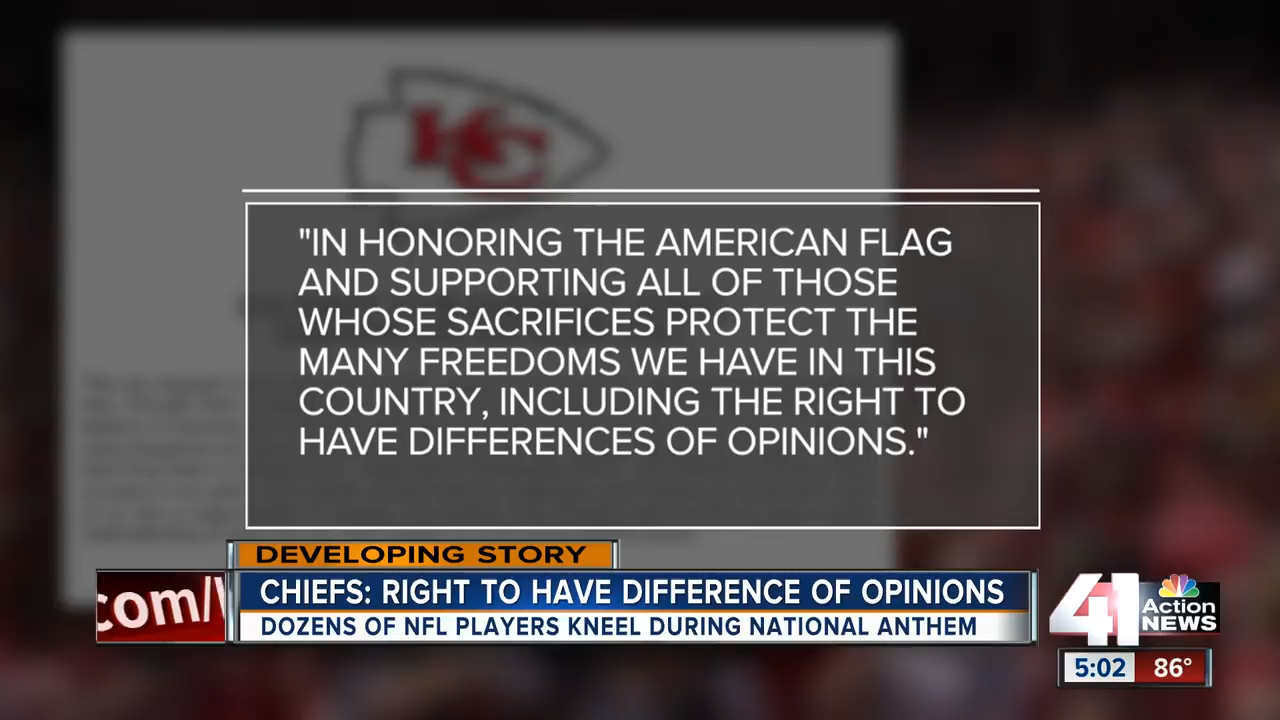 KC
"IN HONORING THE AMERICAN FLAG
AND SUPPORTING ALL OF THOSE
WHOSE SACRIFICES PROTECT THE
MANY FREEDOMS WE HAVE IN THIS
COUNTRY, INCLUDING THE RIGHT TO
HAVE DIFFERENCES OF OPINIONS."
DEVELOPING STORY
com/
CHIEFS: RIGHT TO HAVE DIFFERENCE OF OPINIONS
DOZENS OF NFL PLAYERS KNEEL DURING NATIONAL ANTHEM
41 Action
NEWS
5:02 86°